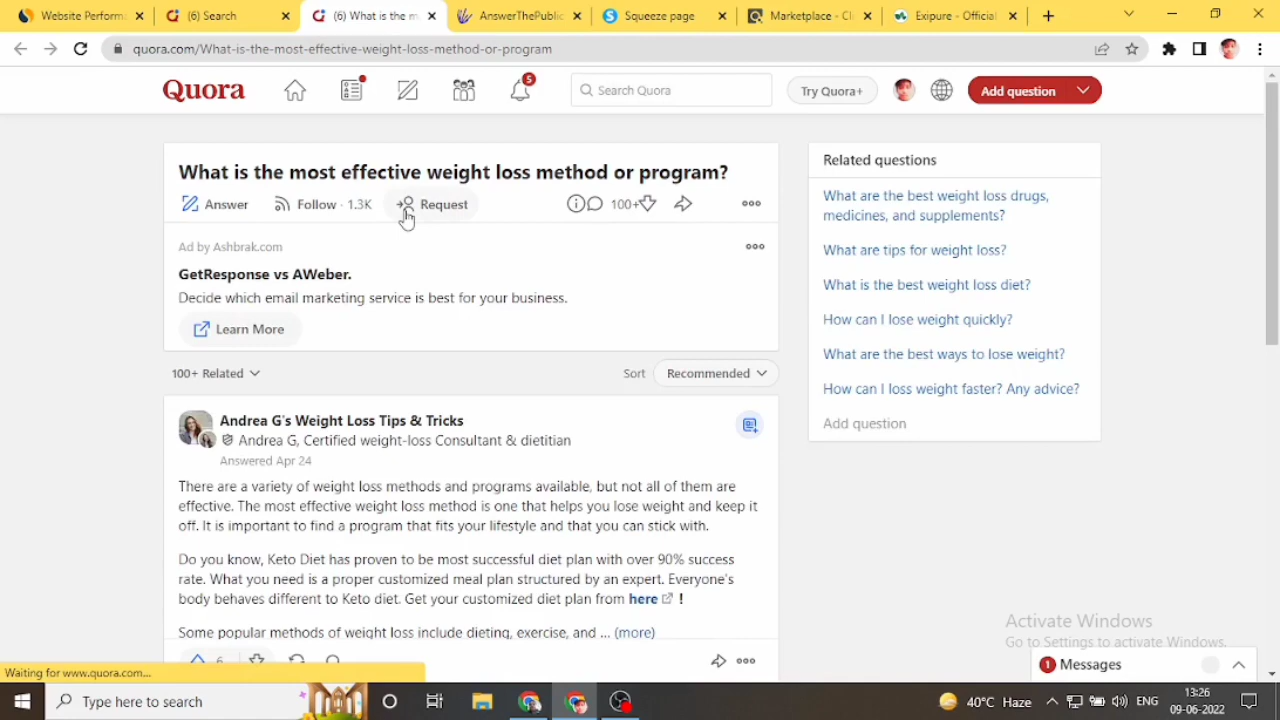 Website Perform
(6) Search
(6) What is the m
AnswerThePublic
Squeeze page
Marketplace - Cl
Exipure - Official
quora.com/What-is-the-most-effective-weight-loss-method-or-program
Quora
5
Search Quora
Try Quora+
Add question
What is the most effective weight loss method or program?
Answer
Follow · 1.3K
Request
100+
Ad by Ashbrak.com
GetResponse vs AWeber.
Decide which email marketing service is best for your business.
Learn More
100+ Related
Sort
Recommended
Andrea G's Weight Loss Tips & Tricks
Andrea G, Certified weight-loss Consultant & dietitian
Answered Apr 24
There are a variety of weight loss methods and programs available, but not all of them are
effective. The most effective weight loss method is one that helps you lose weight and keep it
off. It is important to find a program that fits your lifestyle and that you can stick with.
Do you know, Keto Diet has proven to be most successful diet plan with over 90% success
rate. What you need is a proper customized meal plan structured by an expert. Everyone's
body behaves different to Keto diet. Get your customized diet plan from here !
Some popular methods of weight loss include dieting, exercise, and ... (more)
6
Related questions
What are the best weight loss drugs,
medicines, and supplements?
What are tips for weight loss?
What is the best weight loss diet?
How can I lose weight quickly?
What are the best ways to lose weight?
How can I loss weight faster? Any advice?
Add question
Activate Windows
Go to Settings to activate Windows.
1 Messages
Waiting for www.quora.com...
Type here to search
40°C Haze
ENG
13:26
09-06-2022